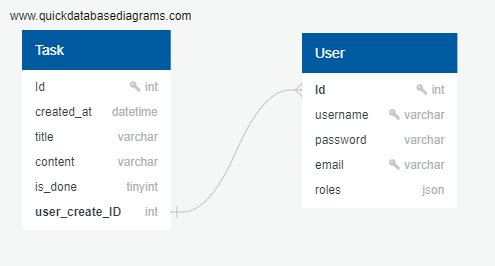 www.quickdatabasediagrams.com
Task
Id int
created_at datetime
title varchar
content varchar
is_done tinyint
user_create_ID int
User
Id int
username varchar
password varchar
email varchar
roles json